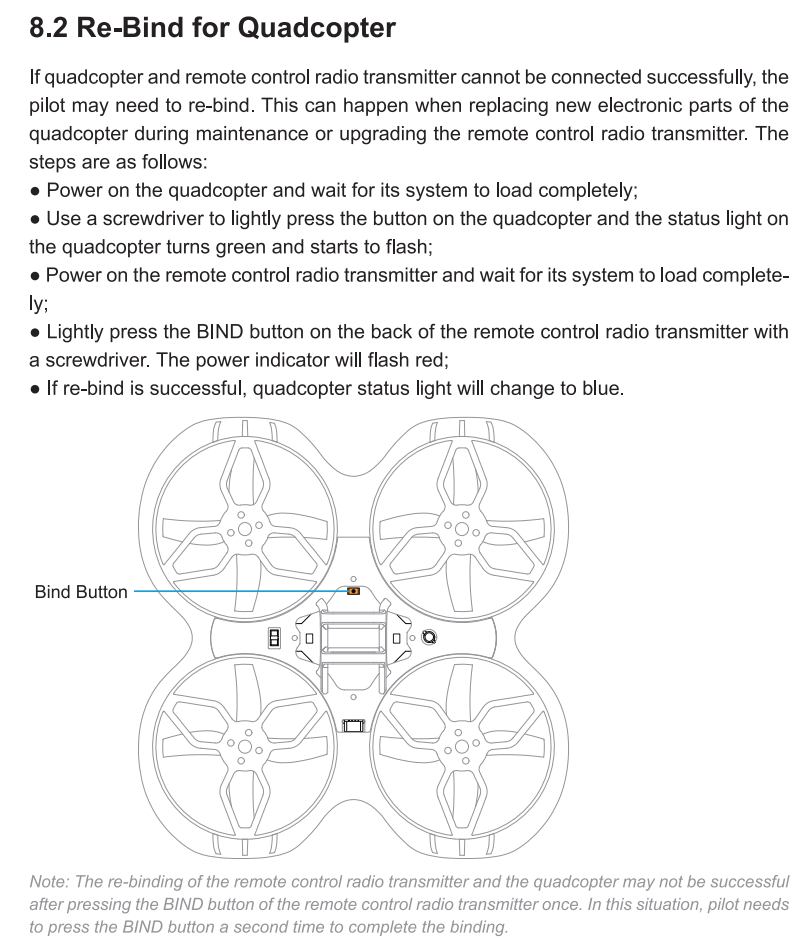 8.2 Re-Bind for Quadcopter
If quadcopter and remote control radio transmitter cannot be connected successfully, the
pilot may need to re-bind. This can happen when replacing new electronic parts of the
quadcopter during maintenance or upgrading the remote control radio transmitter. The
steps are as follows:
● Power on the quadcopter and wait for its system to load completely;
● Use a screwdriver to lightly press the button on the quadcopter and the status light on
the quadcopter turns green and starts to flash;
● Power on the remote control radio transmitter and wait for its system to load complete-
ly;
● Lightly press the BIND button on the back of the remote control radio transmitter with
a screwdriver. The power indicator will flash red;
● If re-bind is successful, quadcopter status light will change to blue.
Bind Button
Note: The re-binding of the remote control radio transmitter and the quadcopter may not be successful
after pressing the BIND button of the remote control radio transmitter once. In this situation, pilot needs
to press the BIND button a second time to complete the binding.